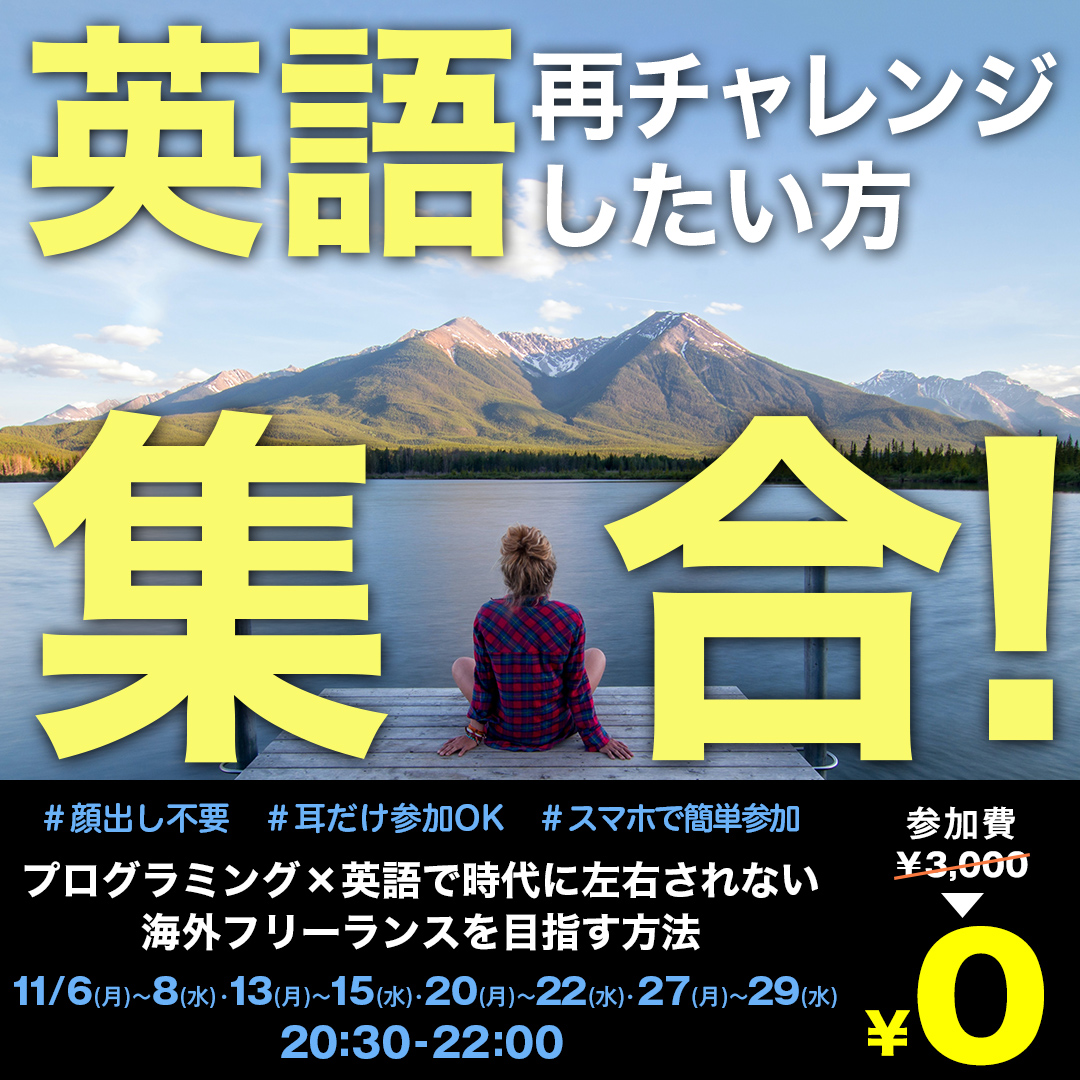 英語
再チャレンジ
したい方
集合!
#顔出し不要 #耳だけ参加OK #スマホで簡単参加
プログラミング×英語で時代に左右されない
海外フリーランスを目指す方法
11/6(月)~8(水)・13(月)~15(水)・20(月)~22(水)・27(月)~29(水)
20:30-22:00
参加費
¥3,000
¥0